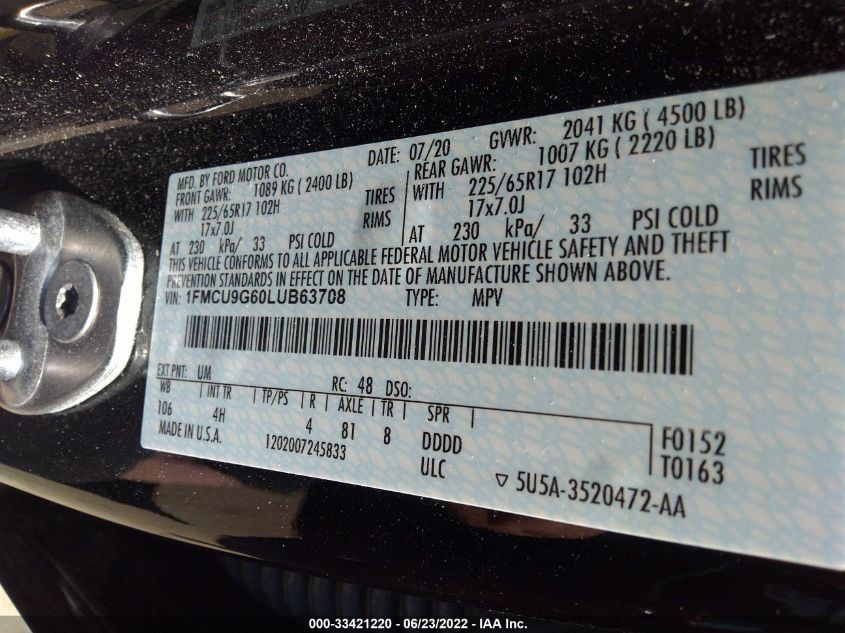 MFD. BY FORD MOTOR CO. DATE: 07/20 GVWR: 2041 KG ( 4500 LB)
FRONT GAWR: 1089 KG ( 2400 LB) REAR GAWR: 1007 KG ( 2220 LB)
WITH 225/65R17 102H TIRES WITH 225/65R17 102H TIRES
17x7.0J RIMS 17x7.0J RIMS
AT 230 kPa/ 33 PSI COLD AT 230 kPa/ 33 PSI COLD
THIS VEHICLE CONFORMS TO ALL APPLICABLE FEDERAL MOTOR VEHICLE SAFETY AND THEFT
PREVENTION STANDARDS IN EFFECT ON THE DATE OF MANUFACTURE SHOWN ABOVE.
VIN: 1FMCU9G60LUB63708 TYPE: MPV
EXT PNT: UM RC: 48 DSO:
WB | INT TR | TP/PS | R | AXLE | TR | SPR |
106 4H 4 81 8 DDDD F0152
MADE IN U.S.A. 1202007245833 ULC T0163
▽ 5U5A-3520472-AA
000-33421220 - 06/23/2022 - IAA Inc.